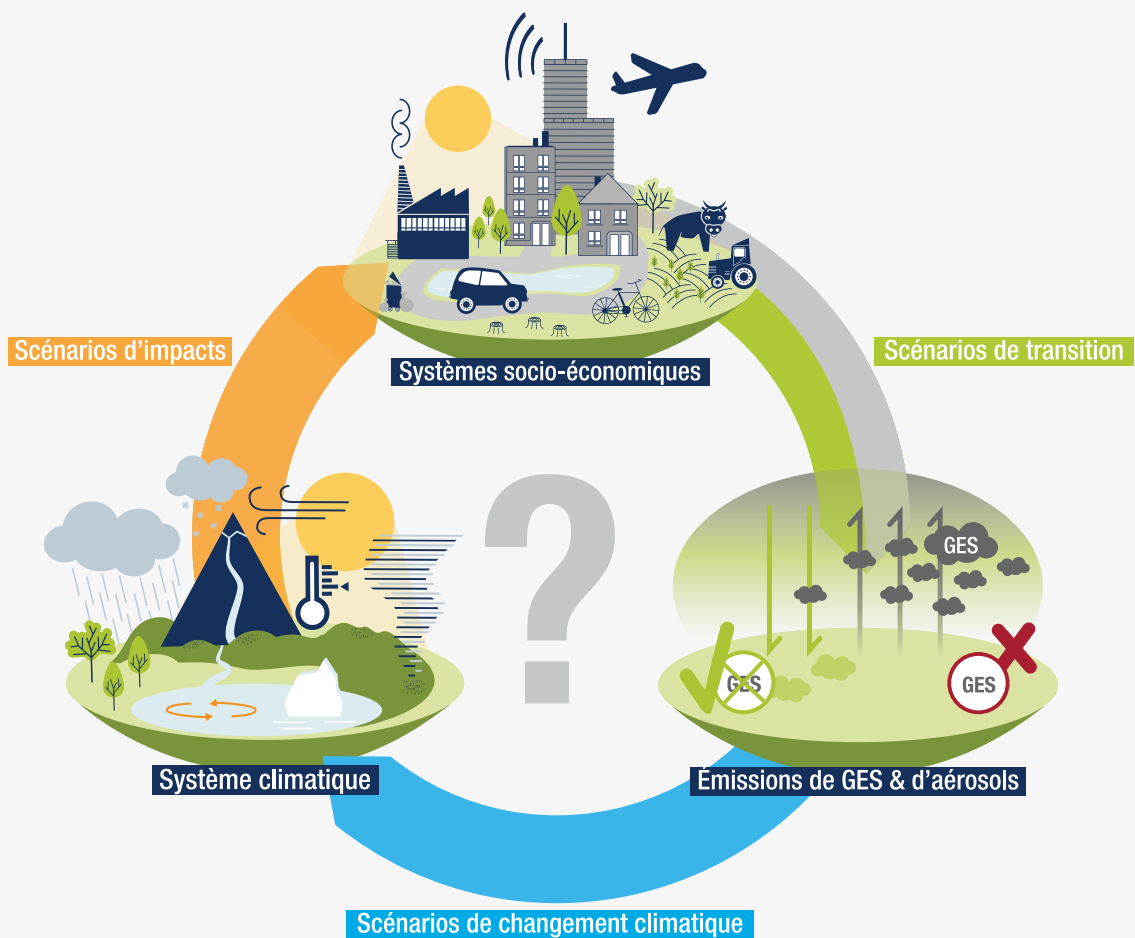 Scénarios d'impacts
Systèmes socio-économiques
Scénarios de transition
GES
GES
GES
Système climatique
Émissions de GES & d'aérosols
Scénarios de changement climatique
?